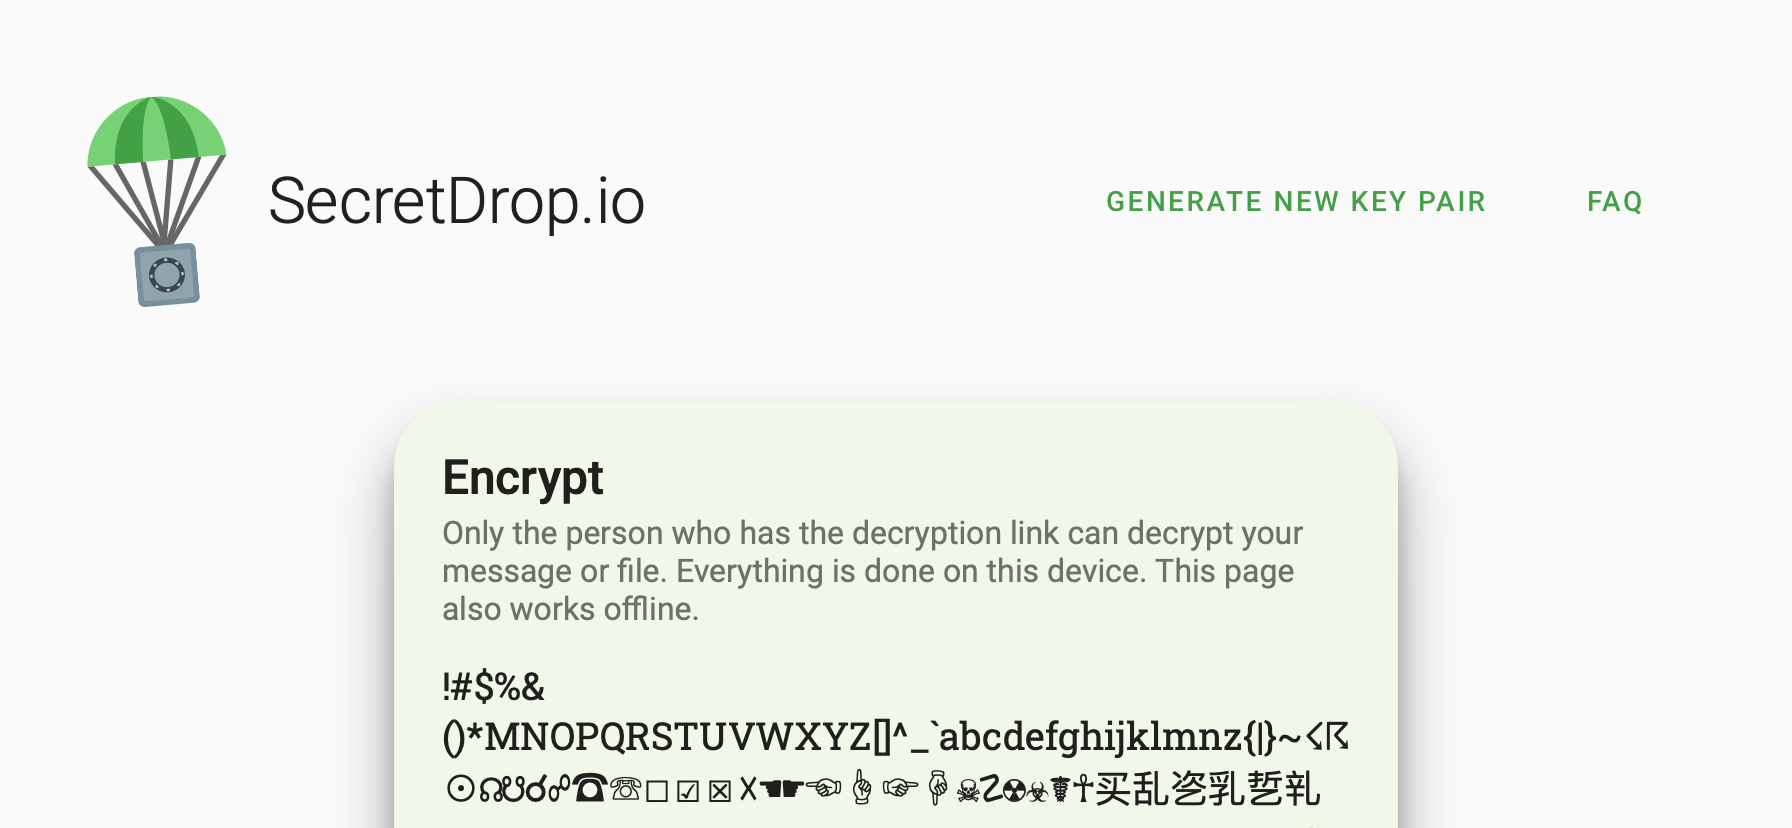 SecretDrop.io
GENERATE NEW KEY PAIR
FAQ
Encrypt
Only the person who has the decryption link can decrypt your
message or file. Everything is done on this device. This page
also works offline.
!#$%&
()*MNOPQRSTUVWXYZ[]^_`abcdefghijklmnz{|}~☇☈
☉☊☋☌☍☎☏☐☑☒☓☚☛☜☝☞☟☠☡☢☣☤☥买乱乲乳乴乵